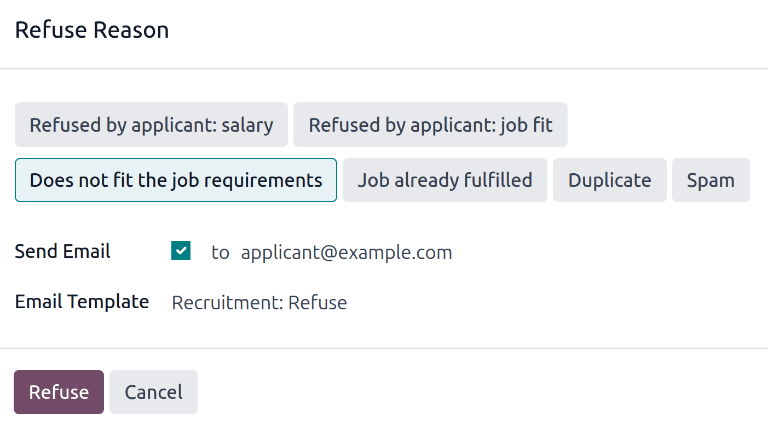 Refuse Reason
Refused by applicant: salary Refused by applicant: job fit
Does not fit the job requirements Job already fulfilled Duplicate Spam
Send Email to applicant@example.com
Email Template Recruitment: Refuse
Refuse Cancel